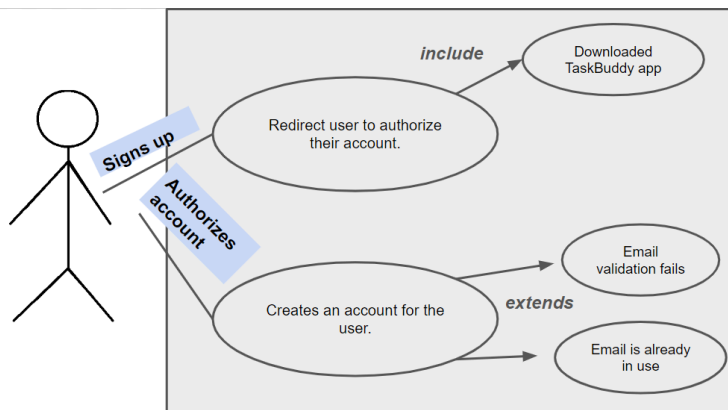 include
Downloaded
TaskBuddy app
Signs up
Redirect user to authorize
their account.
Authorizes
account
Email
validation fails
Creates an account for the
user.
extends
Email is already
in use